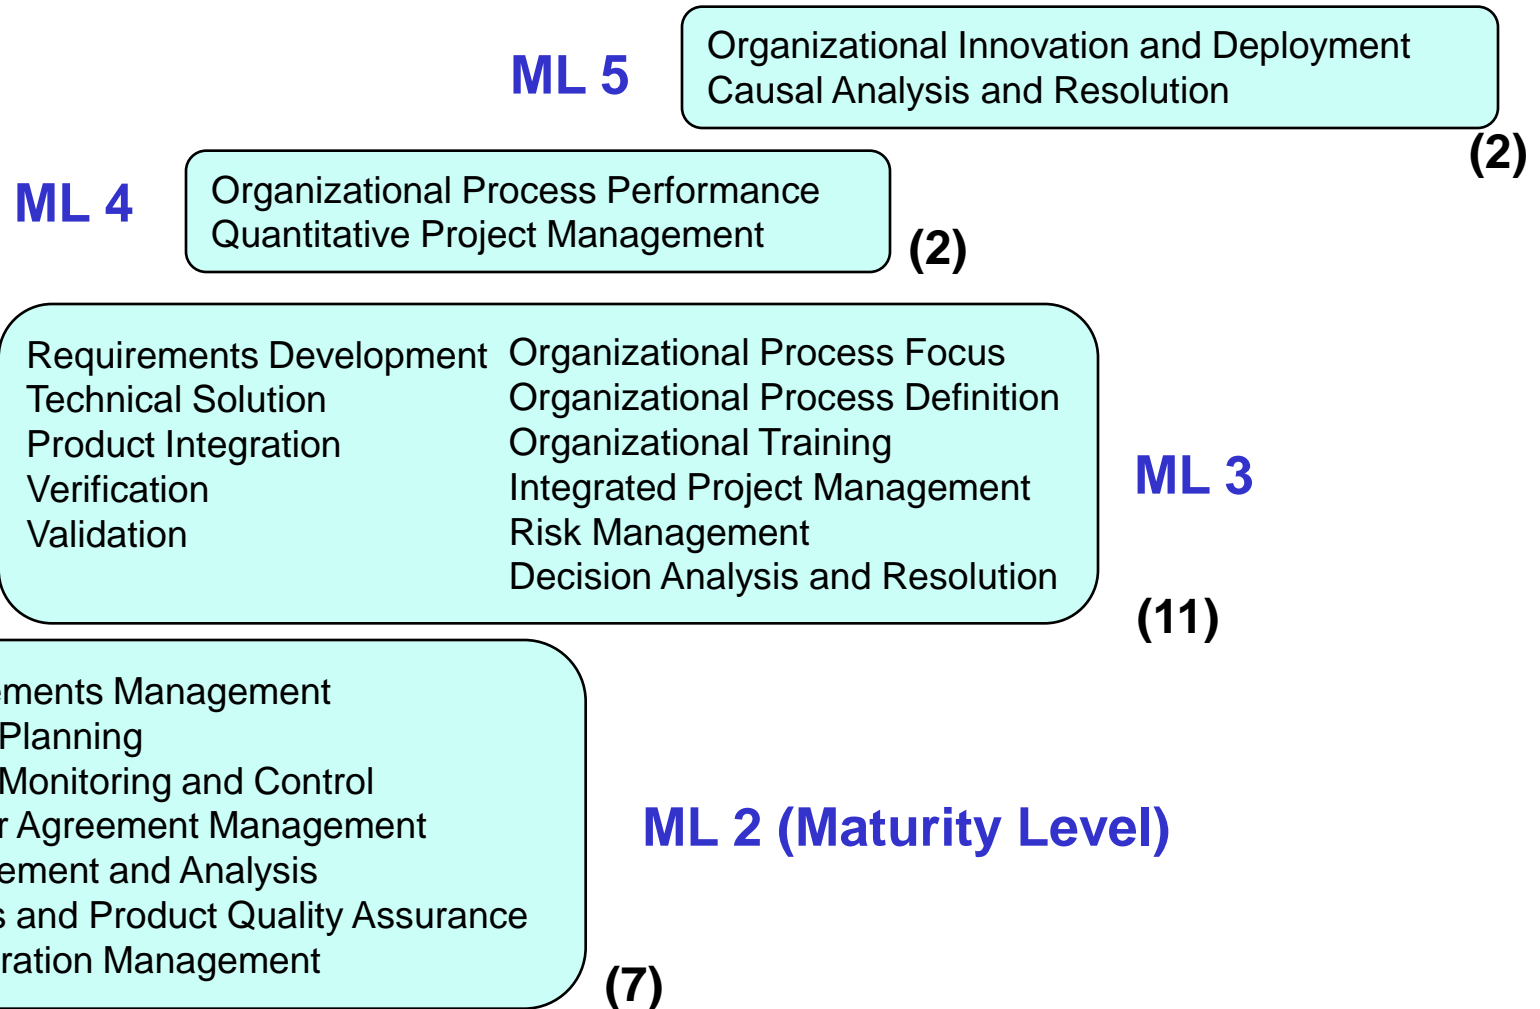 ML 5
Organizational Innovation and Deployment
Causal Analysis and Resolution
(2)
ML 4
Organizational Process Performance
Quantitative Project Management
(2)
Requirements Development
Technical Solution
Product Integration
Verification
Validation
Organizational Process Focus
Organizational Process Definition
Organizational Training
Integrated Project Management
Risk Management
Decision Analysis and Resolution
ML 3
(11)
ements Management
Planning
Monitoring and Control
r Agreement Management
ement and Analysis
s and Product Quality Assurance
ration Management
ML 2 (Maturity Level)
(7)